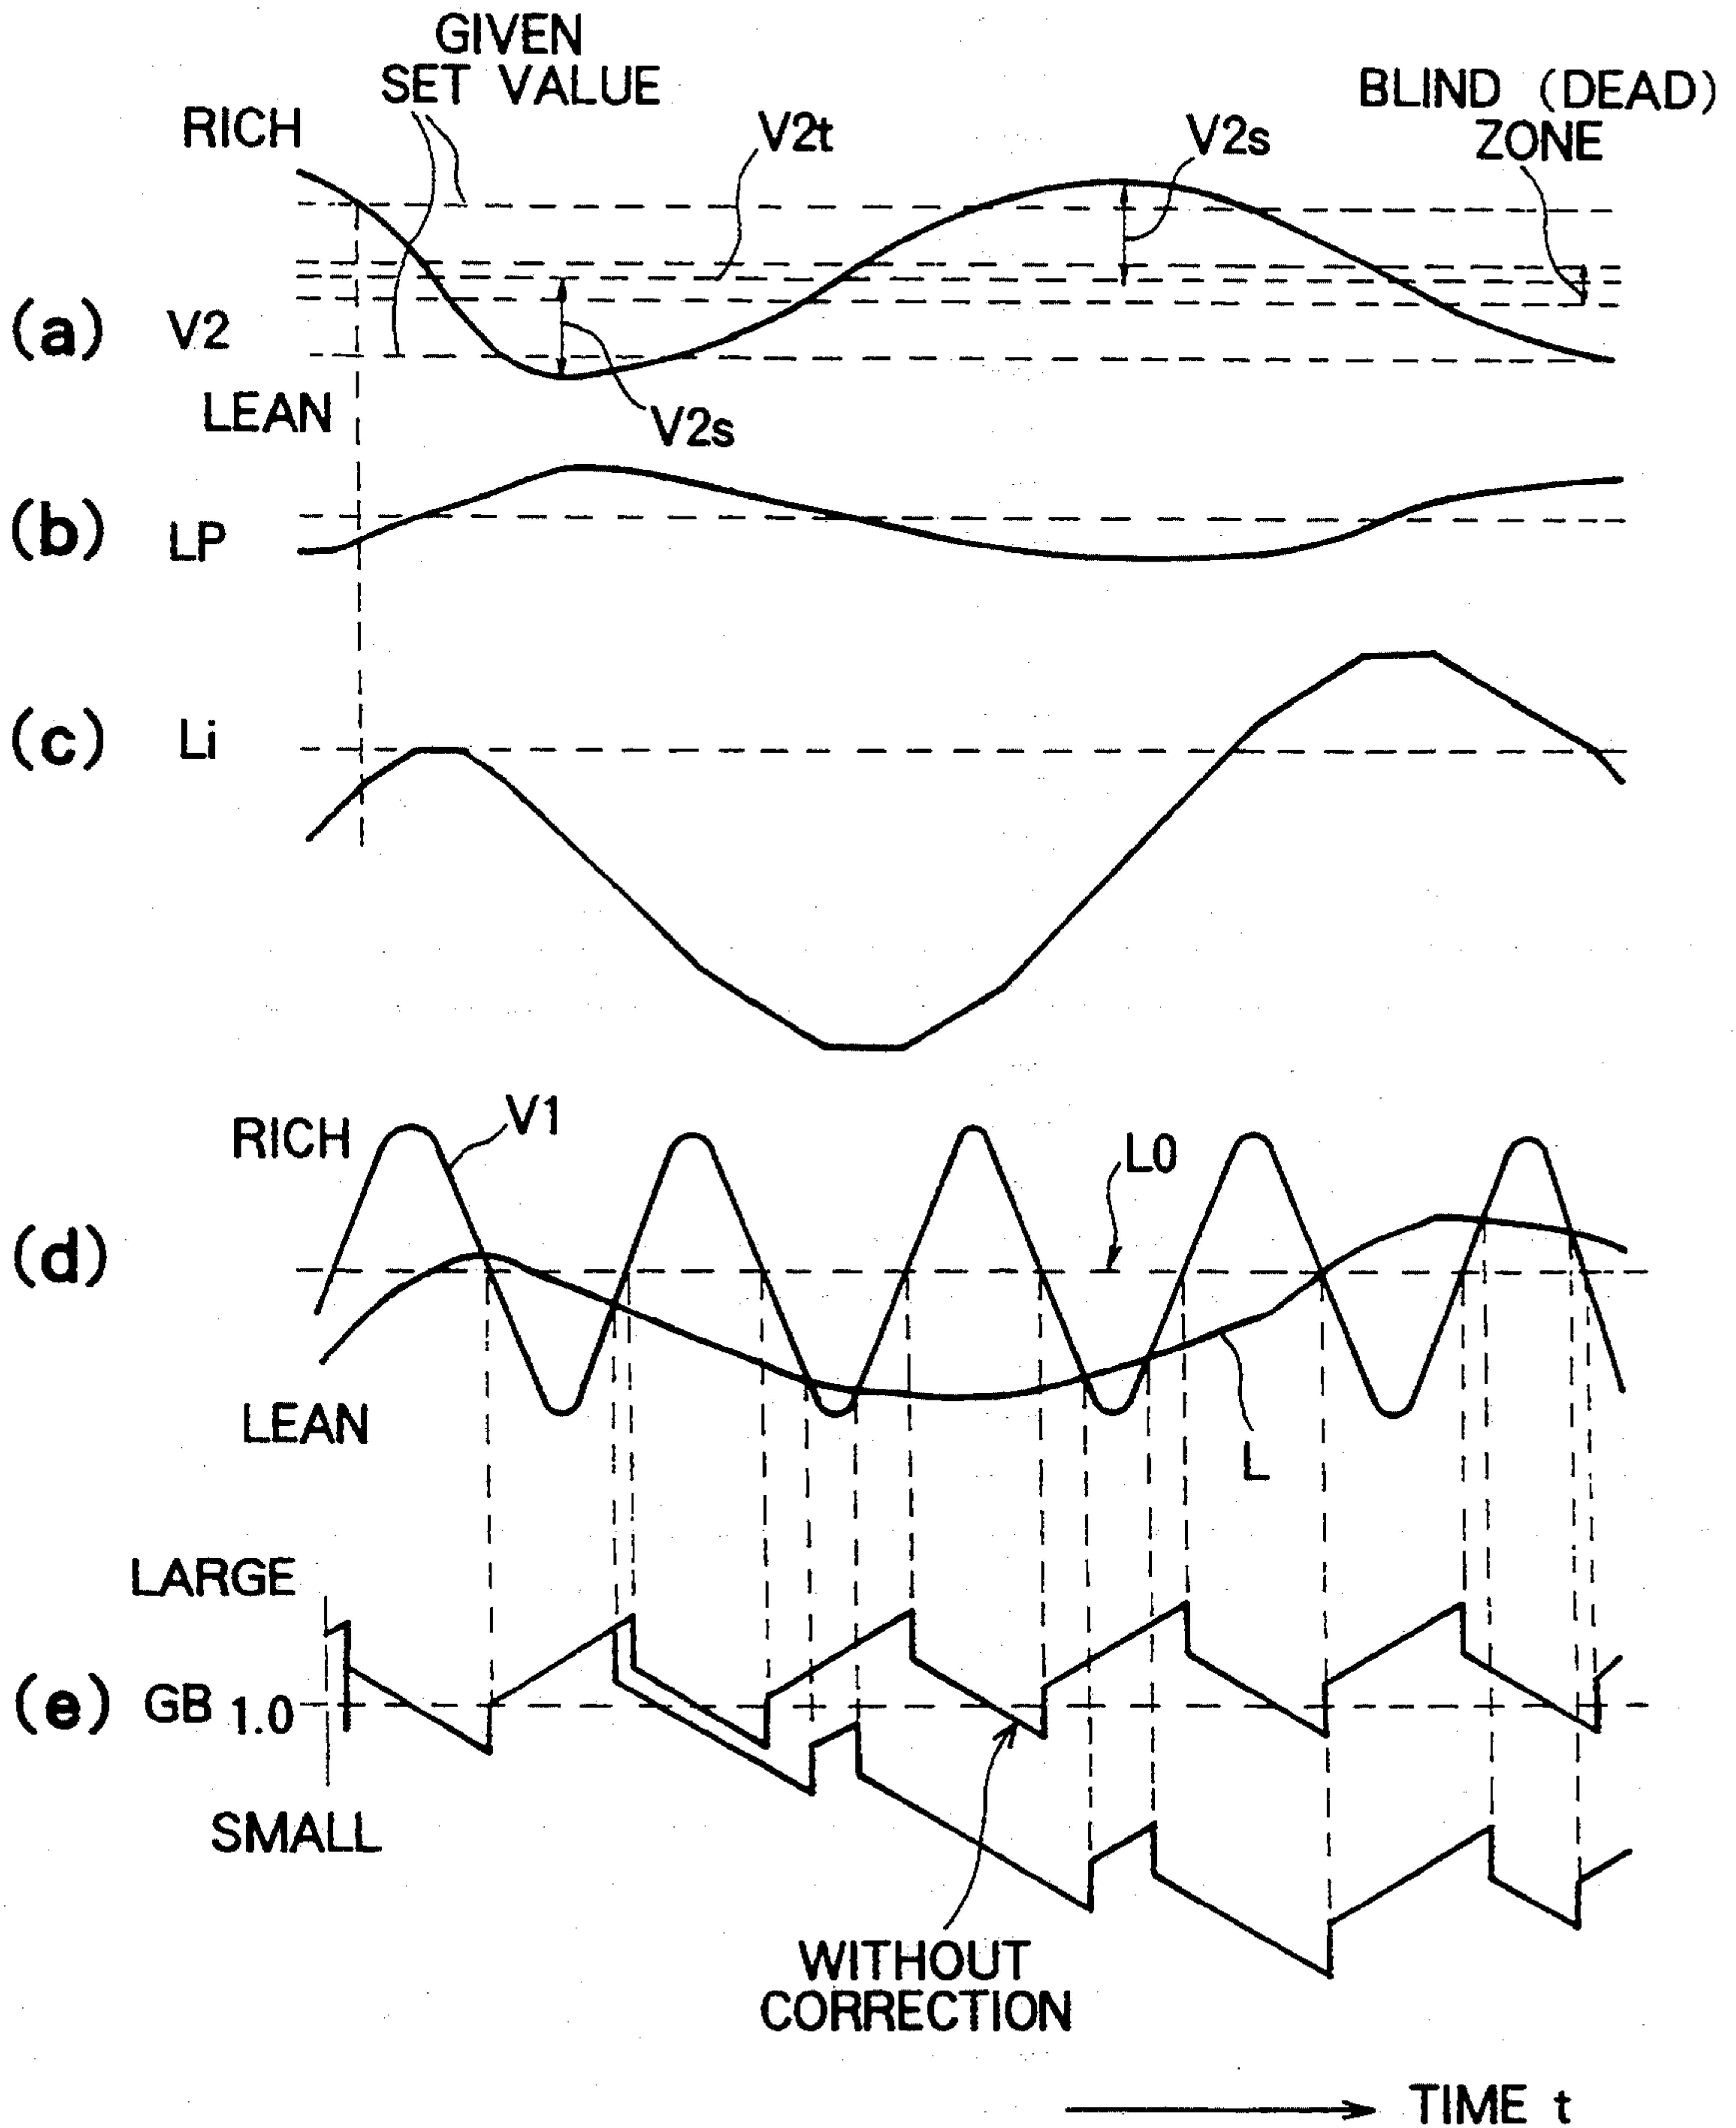 GIVEN
SET VALUE
BLIND (DEAD)
ZONE
RICH
V2t
V2s
(a)
V2
LEAN
V2s
(b)
LP
(c)
Li
RICH
V1
L0
(d)
LEAN
L
LARGE
(e)
GB
1.0
SMALL
WITHOUT
CORRECTION
TIME t